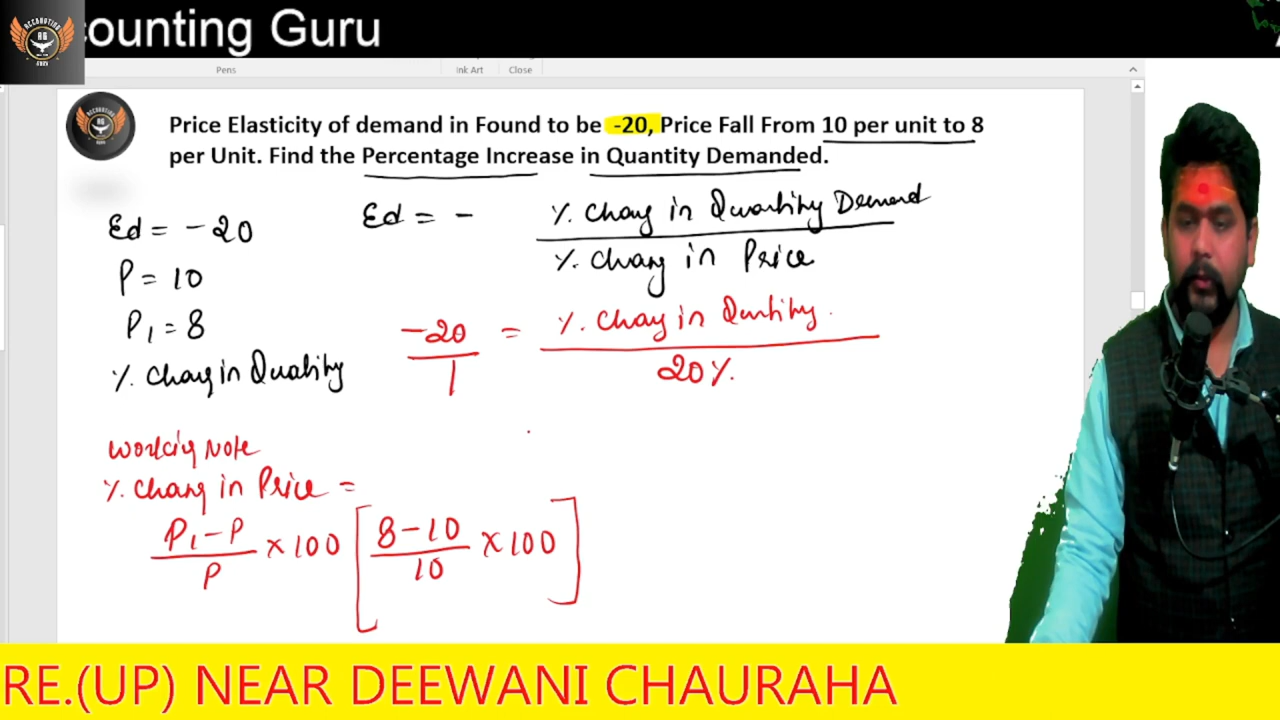 counting Guru
Pens
Ink Art
Close
Price Elasticity of demand in Found to be -20, Price Fall From 10 per unit to 8
per Unit. Find the Percentage Increase in Quantity Demanded.
Ed = -20
Ed = - % Chang in Quantity Demand
% Chang in Price
P = 10
P1 = 8
% Chang in Quality
-20 = % Chang in Quntity.
1
20%.
Working Note
% Chang in Price =
P1-P × 100 [ 8-10 × 100 ]
P
10
RE.(UP) NEAR DEEWANI CHAURAHA